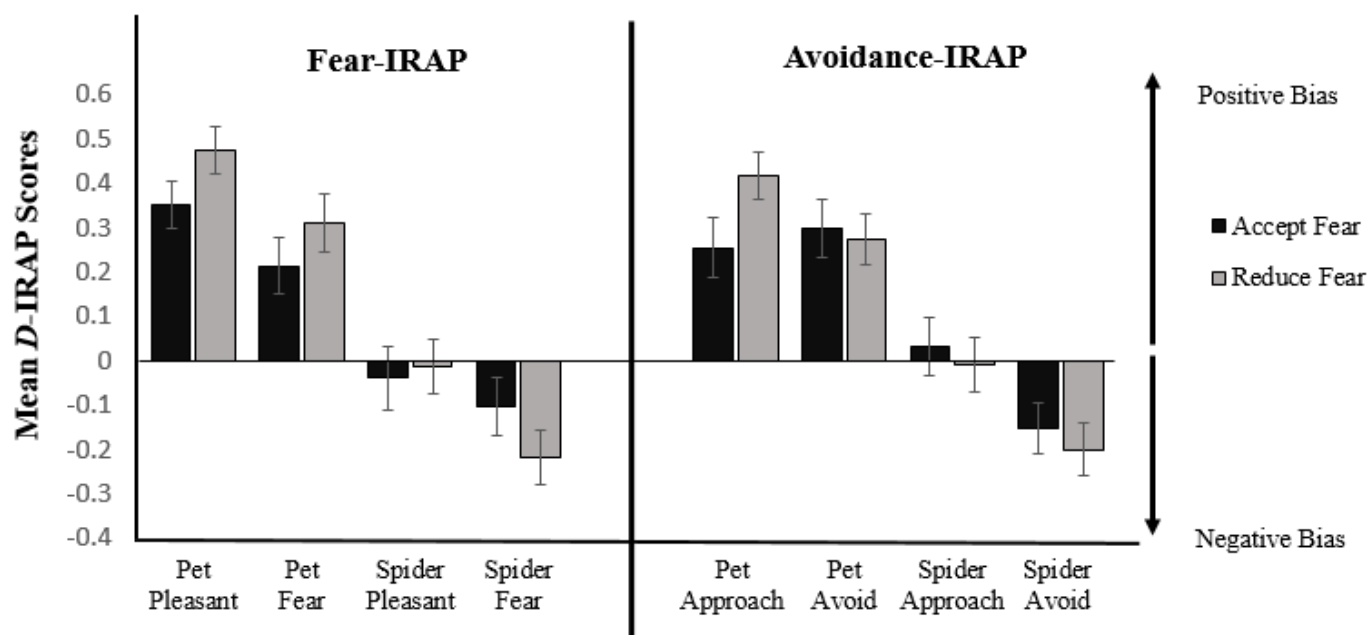 Fear-IRAP
Avoidance-IRAP
Mean D-IRAP Scores
0.6
0.5
0.4
0.3
0.2
0.1
0
-0.1
-0.2
-0.3
-0.4
Pet
Pleasant
Pet
Fear
Spider
Pleasant
Spider
Fear
Pet
Approach
Pet
Avoid
Spider
Approach
Spider
Avoid
Positive Bias
Accept Fear
Reduce Fear
Negative Bias